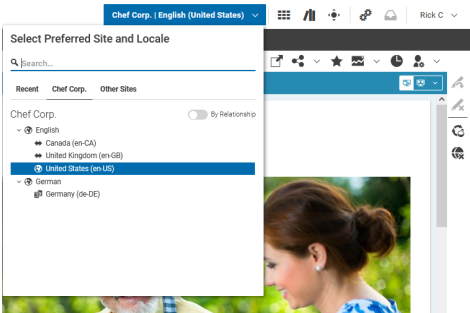 Chef Corp. | English (United States)
Rick C
Select Preferred Site and Locale
Search...
Recent
Chef Corp.
Other Sites
Chef Corp.
By Relationship
English
Canada (en-CA)
United Kingdom (en-GB)
United States (en-US)
German
Germany (de-DE)